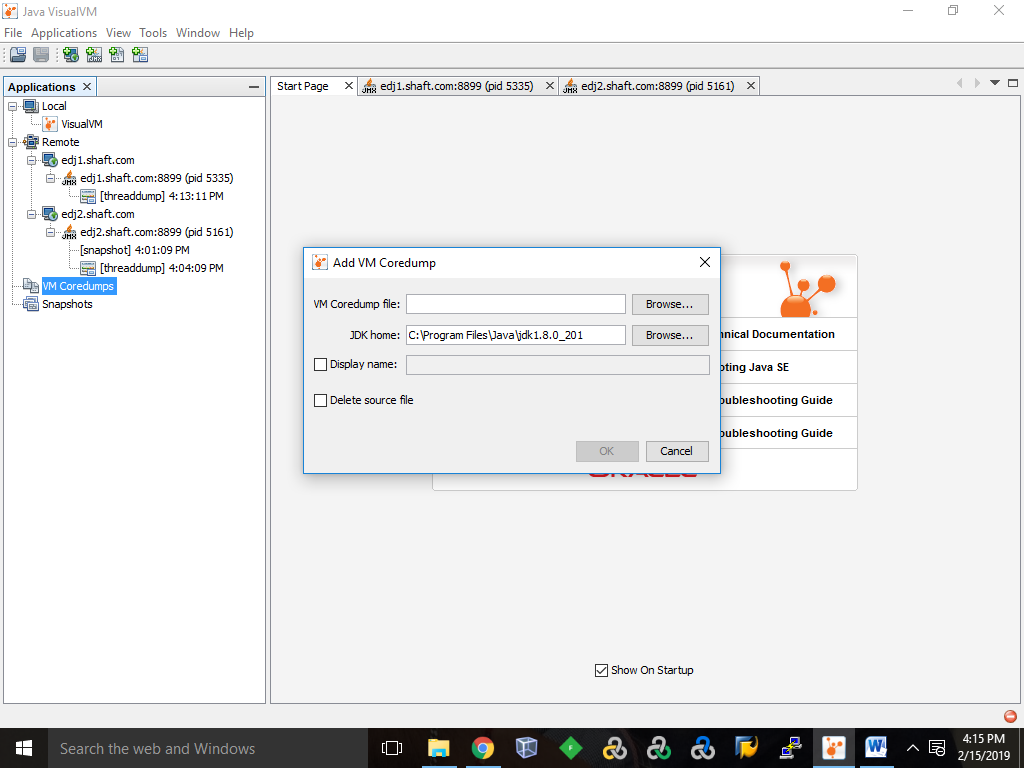 Java VisualVM
File Applications View Tools Window Help
Applications
Start Page
edj1.shaft.com:8899 (pid 5335)
edj2.shaft.com:8899 (pid 5161)
Local
VisualVM
Remote
edj1.shaft.com
JMX edj1.shaft.com:8899 (pid 5335)
[threaddump] 4:13:11 PM
edj2.shaft.com
JMX edj2.shaft.com:8899 (pid 5161)
[snapshot] 4:01:09 PM
[threaddump] 4:04:09 PM
VM Coredumps
Snapshots
Add VM Coredump
VM Coredump file:
Browse...
JDK home: C:\Program Files\Java\jdk1.8.0_201
Browse...
Display name:
Delete source file
OK
Cancel
Documentation
Java SE
Guide
Guide
Show On Startup
Search the web and Windows
4:15 PM
2/15/2019